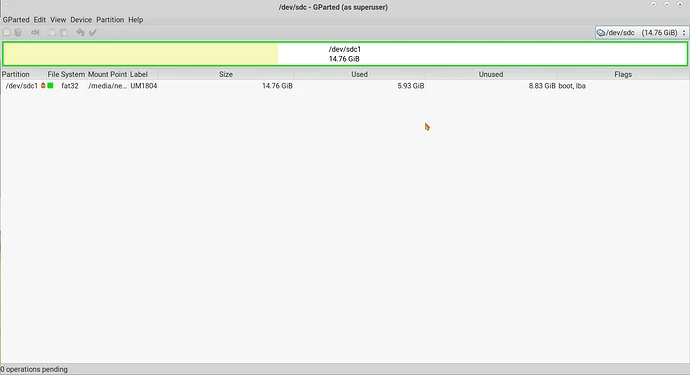 /dev/sdc - GParted (as superuser)
GParted Edit View Device Partition Help
/dev/sdc (14.76 GiB)
/dev/sdc1
14.76 GiB
Partition File System Mount Point Label Size Used Unused Flags
/dev/sdc1 fat32 /media/ne... UM1804 14.76 GiB 5.93 GiB 8.83 GiB boot, lba
0 operations pending